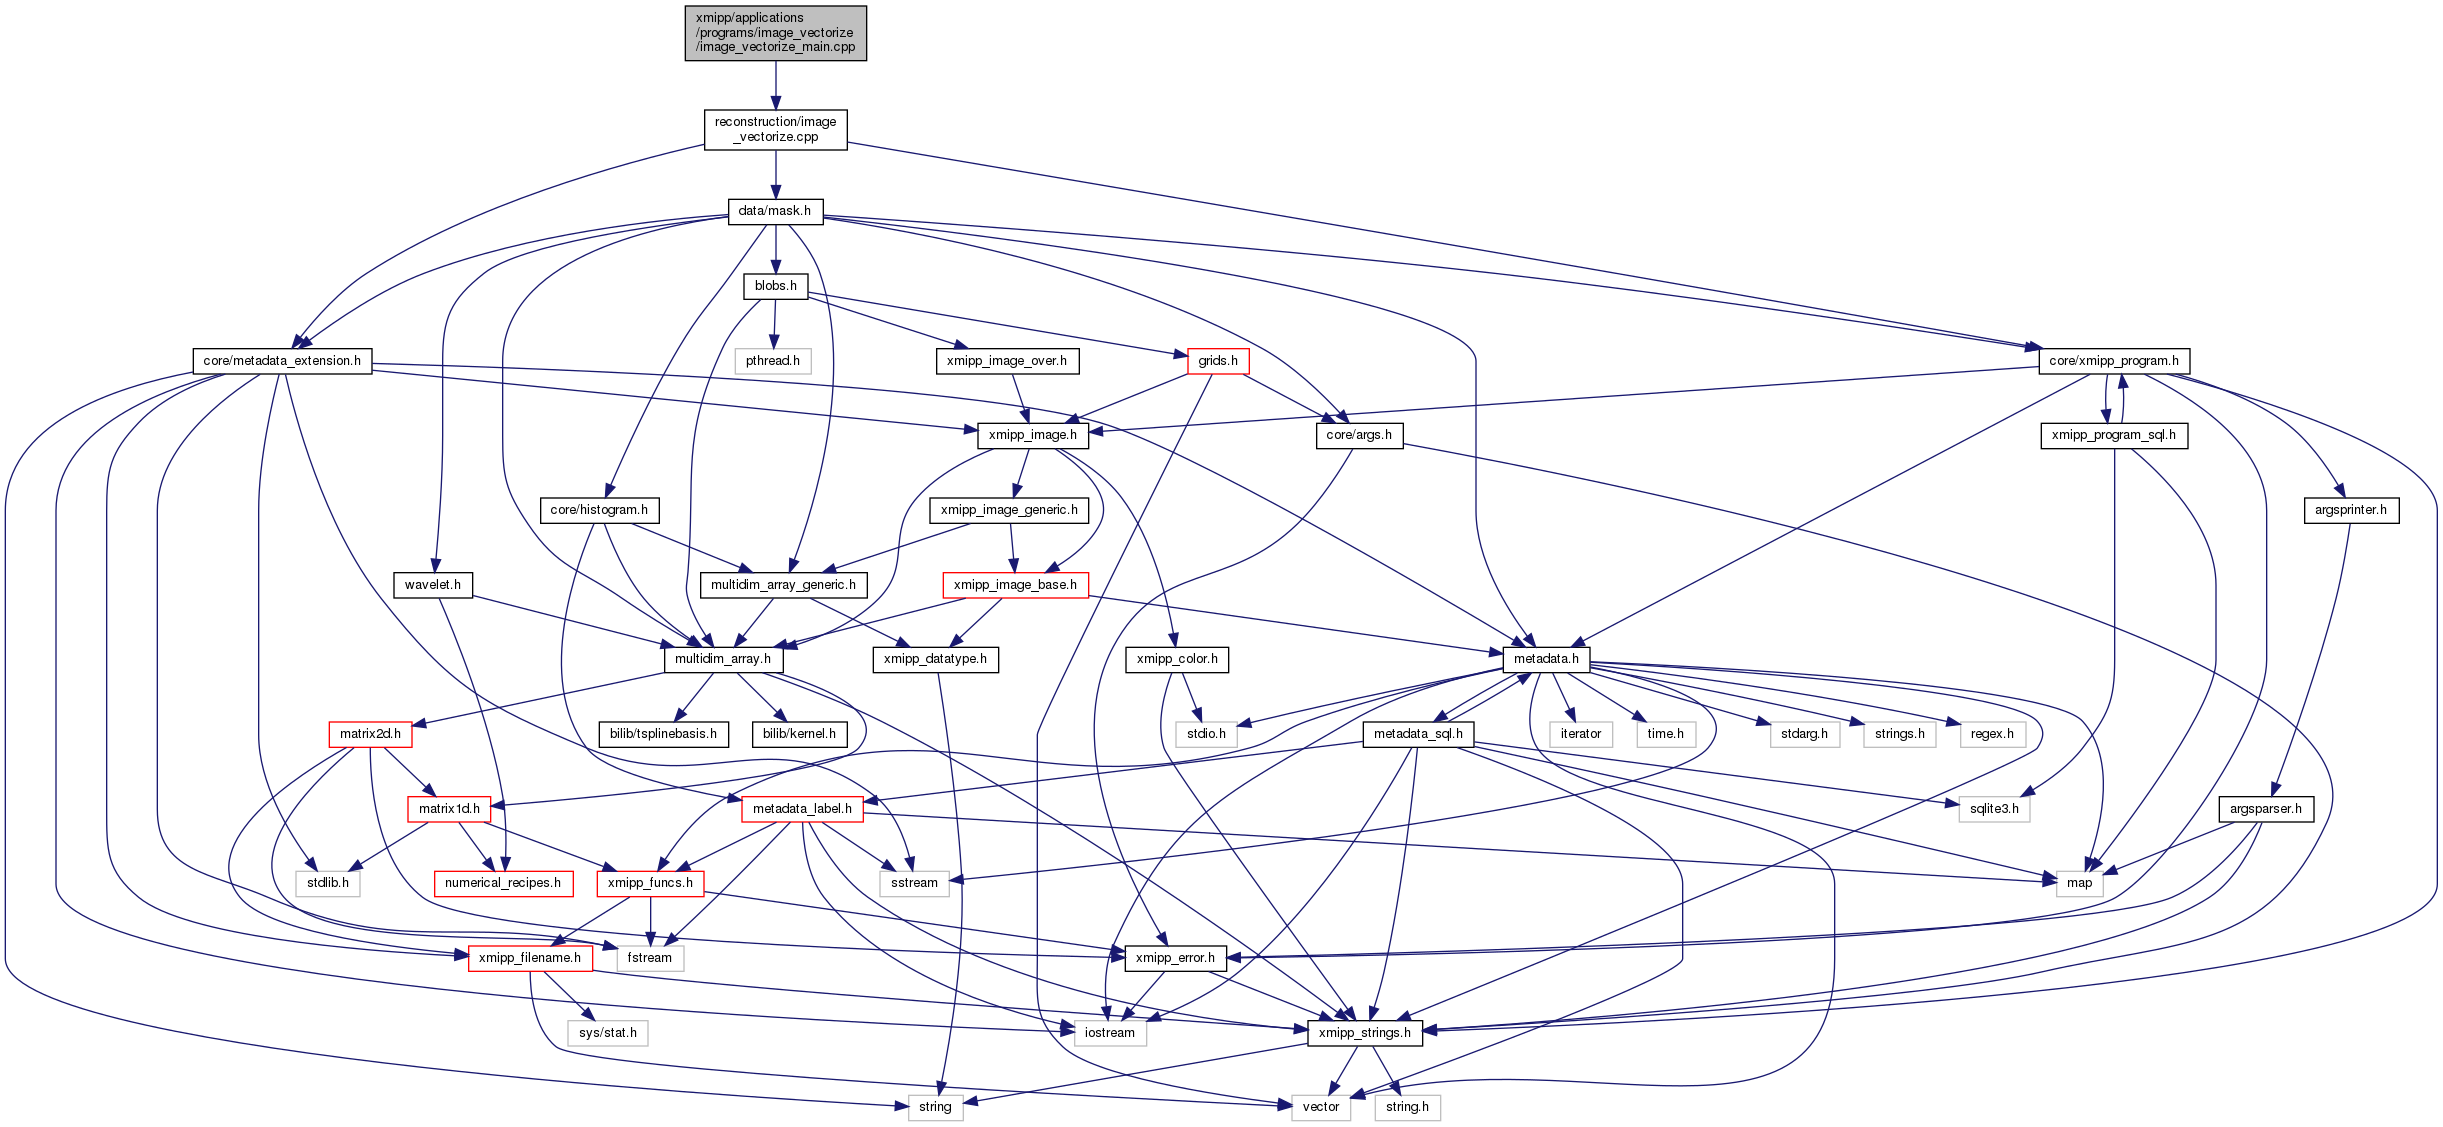 xmipp/applications
/programs/image_vectorize
/image_vectorize_main.cpp
reconstruction/image
_vectorize.cpp
data/mask.h
blobs.h
core/metadata_extension.h
pthread.h
xmipp_image_over.h
grids.h
core/xmipp_program.h
xmipp_image.h
core/args.h
xmipp_program_sql.h
core/histogram.h
xmipp_image_generic.h
argsprinter.h
wavelet.h
multidim_array_generic.h
xmipp_image_base.h
multidim_array.h
xmipp_datatype.h
xmipp_color.h
metadata.h
matrix2d.h
bilib/tsplinebasis.h
bilib/kernel.h
stdio.h
metadata_sql.h
iterator
time.h
stdarg.h
strings.h
regex.h
matrix1d.h
metadata_label.h
sqlite3.h
argsparser.h
stdlib.h
numerical_recipes.h
xmipp_funcs.h
sstream
map
xmipp_filename.h
fstream
xmipp_error.h
sys/stat.h
iostream
xmipp_strings.h
string
vector
string.h